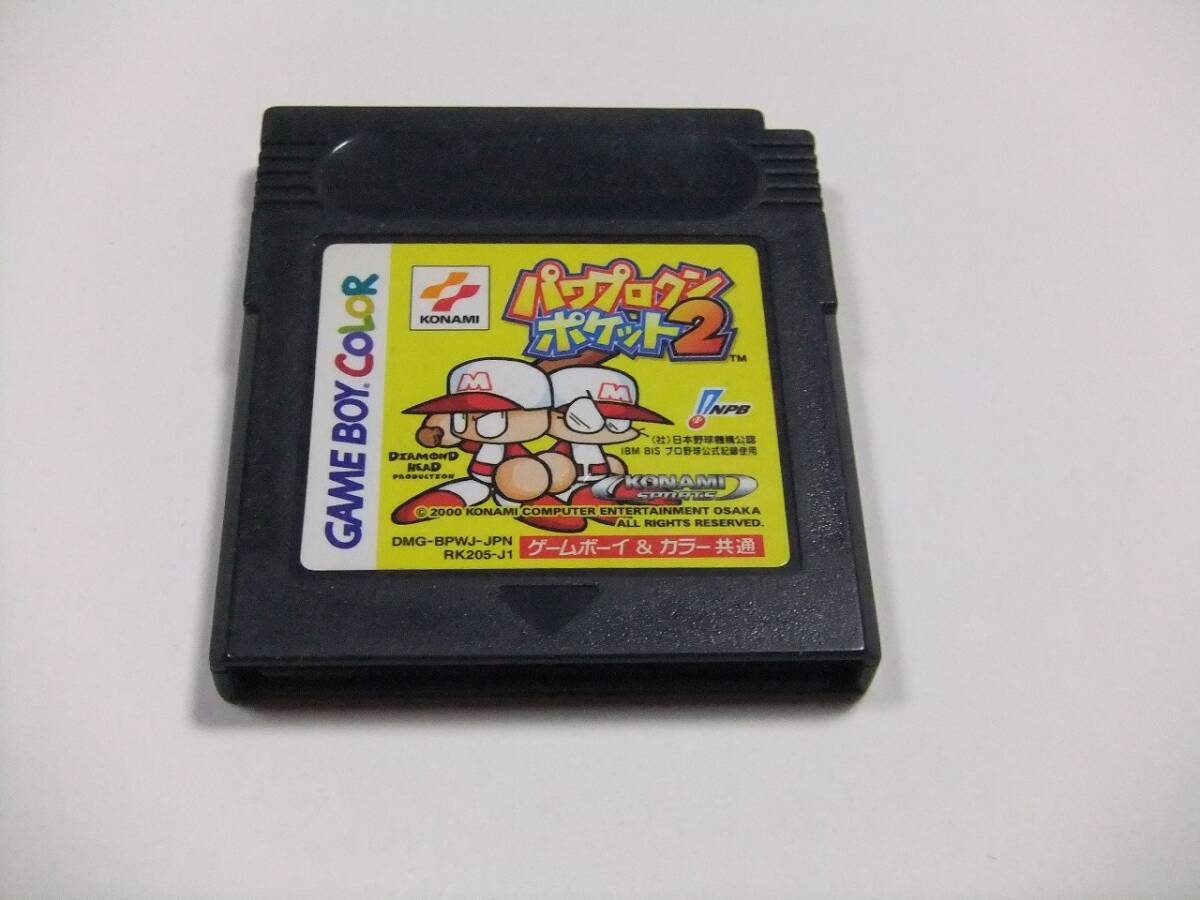 GAME BOY COLOR
KONAMI
パワプロクン
ポケット2™
M
M
NPB
(社)日本野球機構公認
IBM BIS プロ野球公式記録使用
DIAMOND
HEAD
PRODUCTION
KONAMI
SPORTS
© 2000 KONAMI COMPUTER ENTERTAINMENT OSAKA
ALL RIGHTS RESERVED.
DMG-BPWJ-JPN
RK205-J1
ゲームボーイ & カラー共通